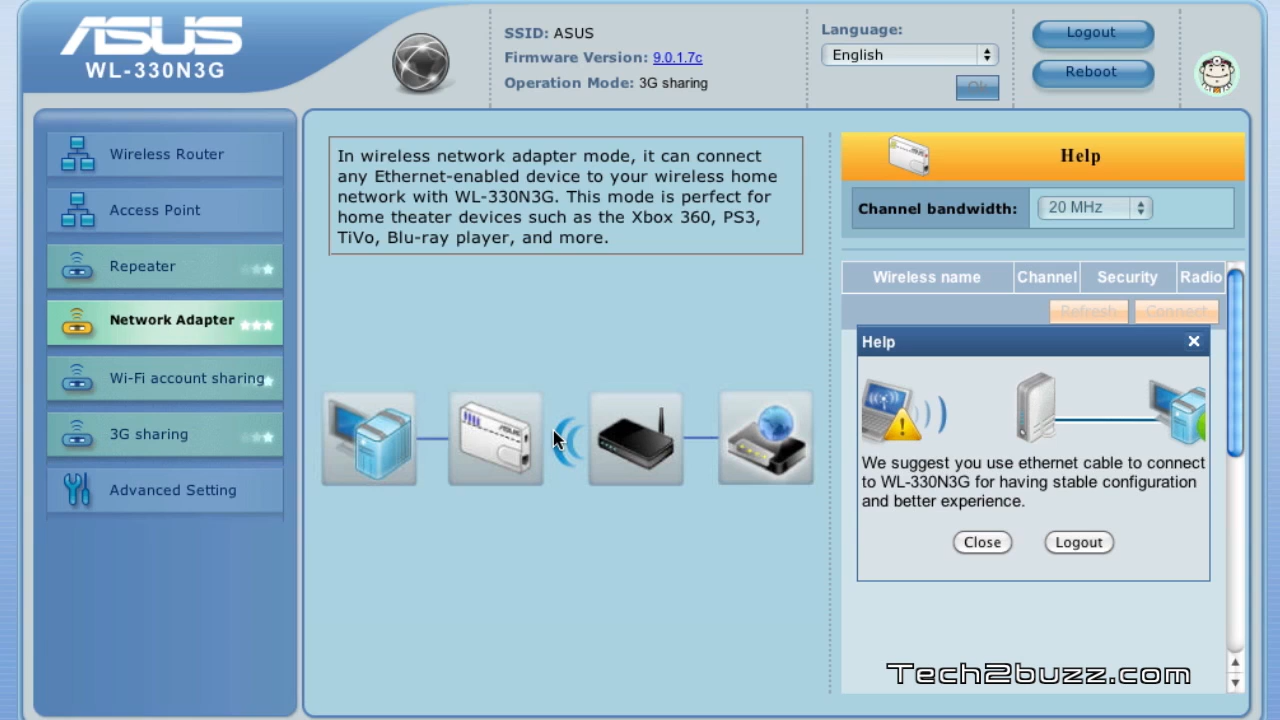 ASUS
WL-330N3G
SSID: ASUS
Firmware Version: 9.0.1.7c
Operation Mode: 3G sharing
Language:
English
Ok
Logout
Reboot
Wireless Router
Access Point
Repeater
Network Adapter
Wi-Fi account sharing
3G sharing
Advanced Setting
In wireless network adapter mode, it can connect
any Ethernet-enabled device to your wireless home
network with WL-330N3G. This mode is perfect for
home theater devices such as the Xbox 360, PS3,
TiVo, Blu-ray player, and more.
ASUS
Help
Channel bandwidth: 20 MHz
Wireless name Channel Security Radio
Refresh Connect
Help
We suggest you use ethernet cable to connect
to WL-330N3G for having stable configuration
and better experience.
Close Logout
Tech2buzz.com